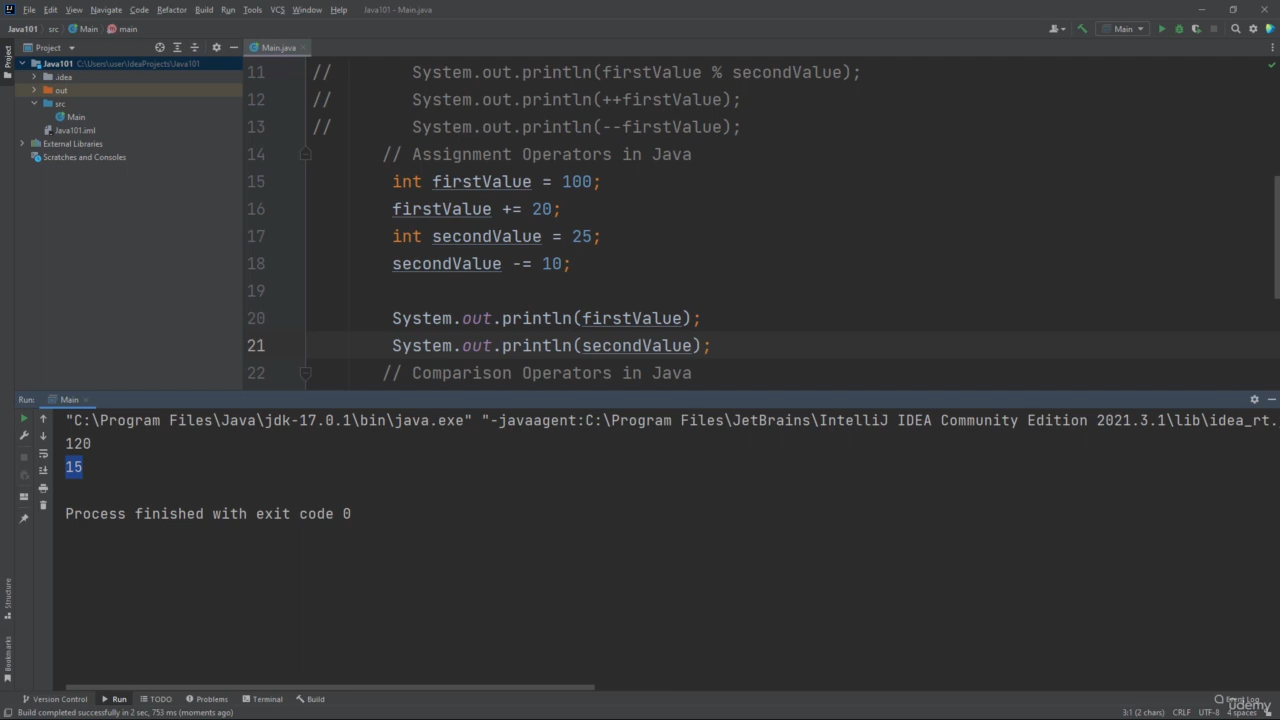 File Edit View Navigate Code Refactor Build Run Tools VCS Window Help Java101 - Main.java
Java101 src Main main Main
Project Main.java
Java101 C:\Users\user\IdeaProjects\Java101
.idea
out
src
Main
Java101.iml
External Libraries
Scratches and Consoles
Project
11 // System.out.println(firstValue % secondValue);
12 // System.out.println(++firstValue);
13 // System.out.println(--firstValue);
14 // Assignment Operators in Java
15 int firstValue = 100;
16 firstValue += 20;
17 int secondValue = 25;
18 secondValue -= 10;
19
20 System.out.println(firstValue);
21 System.out.println(secondValue);
22 // Comparison Operators in Java
Run: Main
"C:\Program Files\Java\jdk-17.0.1\bin\java.exe" "-javaagent:C:\Program Files\JetBrains\IntelliJ IDEA Community Edition 2021.3.1\lib\idea_rt.
120
15
Process finished with exit code 0
Structure
Bookmarks
Version Control Run TODO Problems Terminal Build Event Log
Build completed successfully in 2 sec, 753 ms (moments ago) 3:1 (2 chars) CRLF UTF-8 4 spaces
udemy